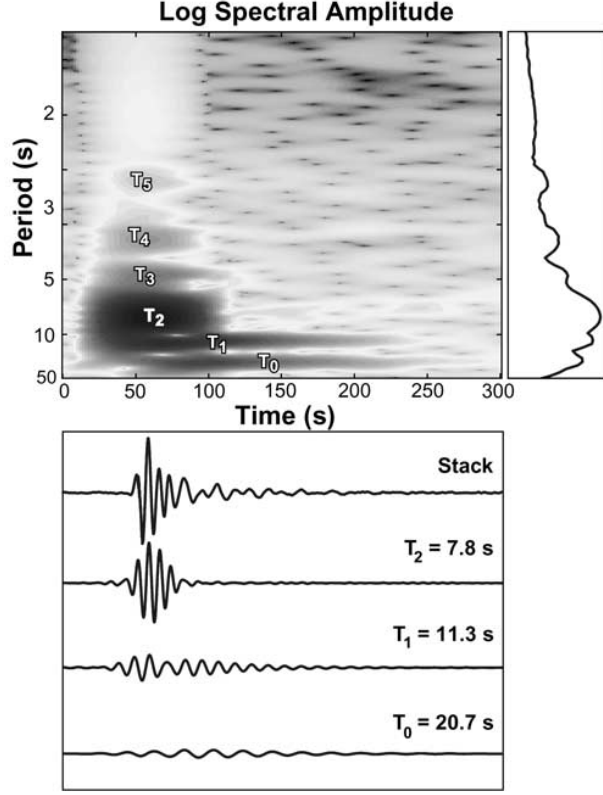 Log Spectral Amplitude
Period (s)
2
3
5
10
50
T5
T4
T3
T2
T1
T0
0 50 100 150 200 250 300
Time (s)
Stack
T2 = 7.8 s
T1 = 11.3 s
T0 = 20.7 s